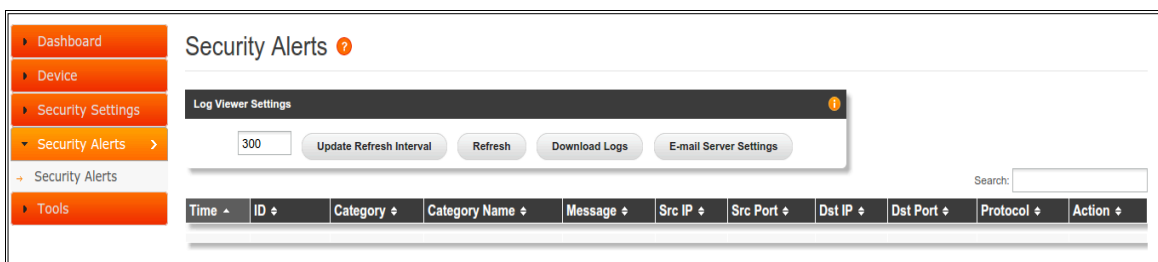 Dashboard
Device
Security Settings
Security Alerts
Security Alerts
Tools
Security Alerts ?
Log Viewer Settings i
300 Update Refresh Interval Refresh Download Logs E-mail Server Settings
Search:
Time ID Category Category Name Message Src IP Src Port Dst IP Dst Port Protocol Action